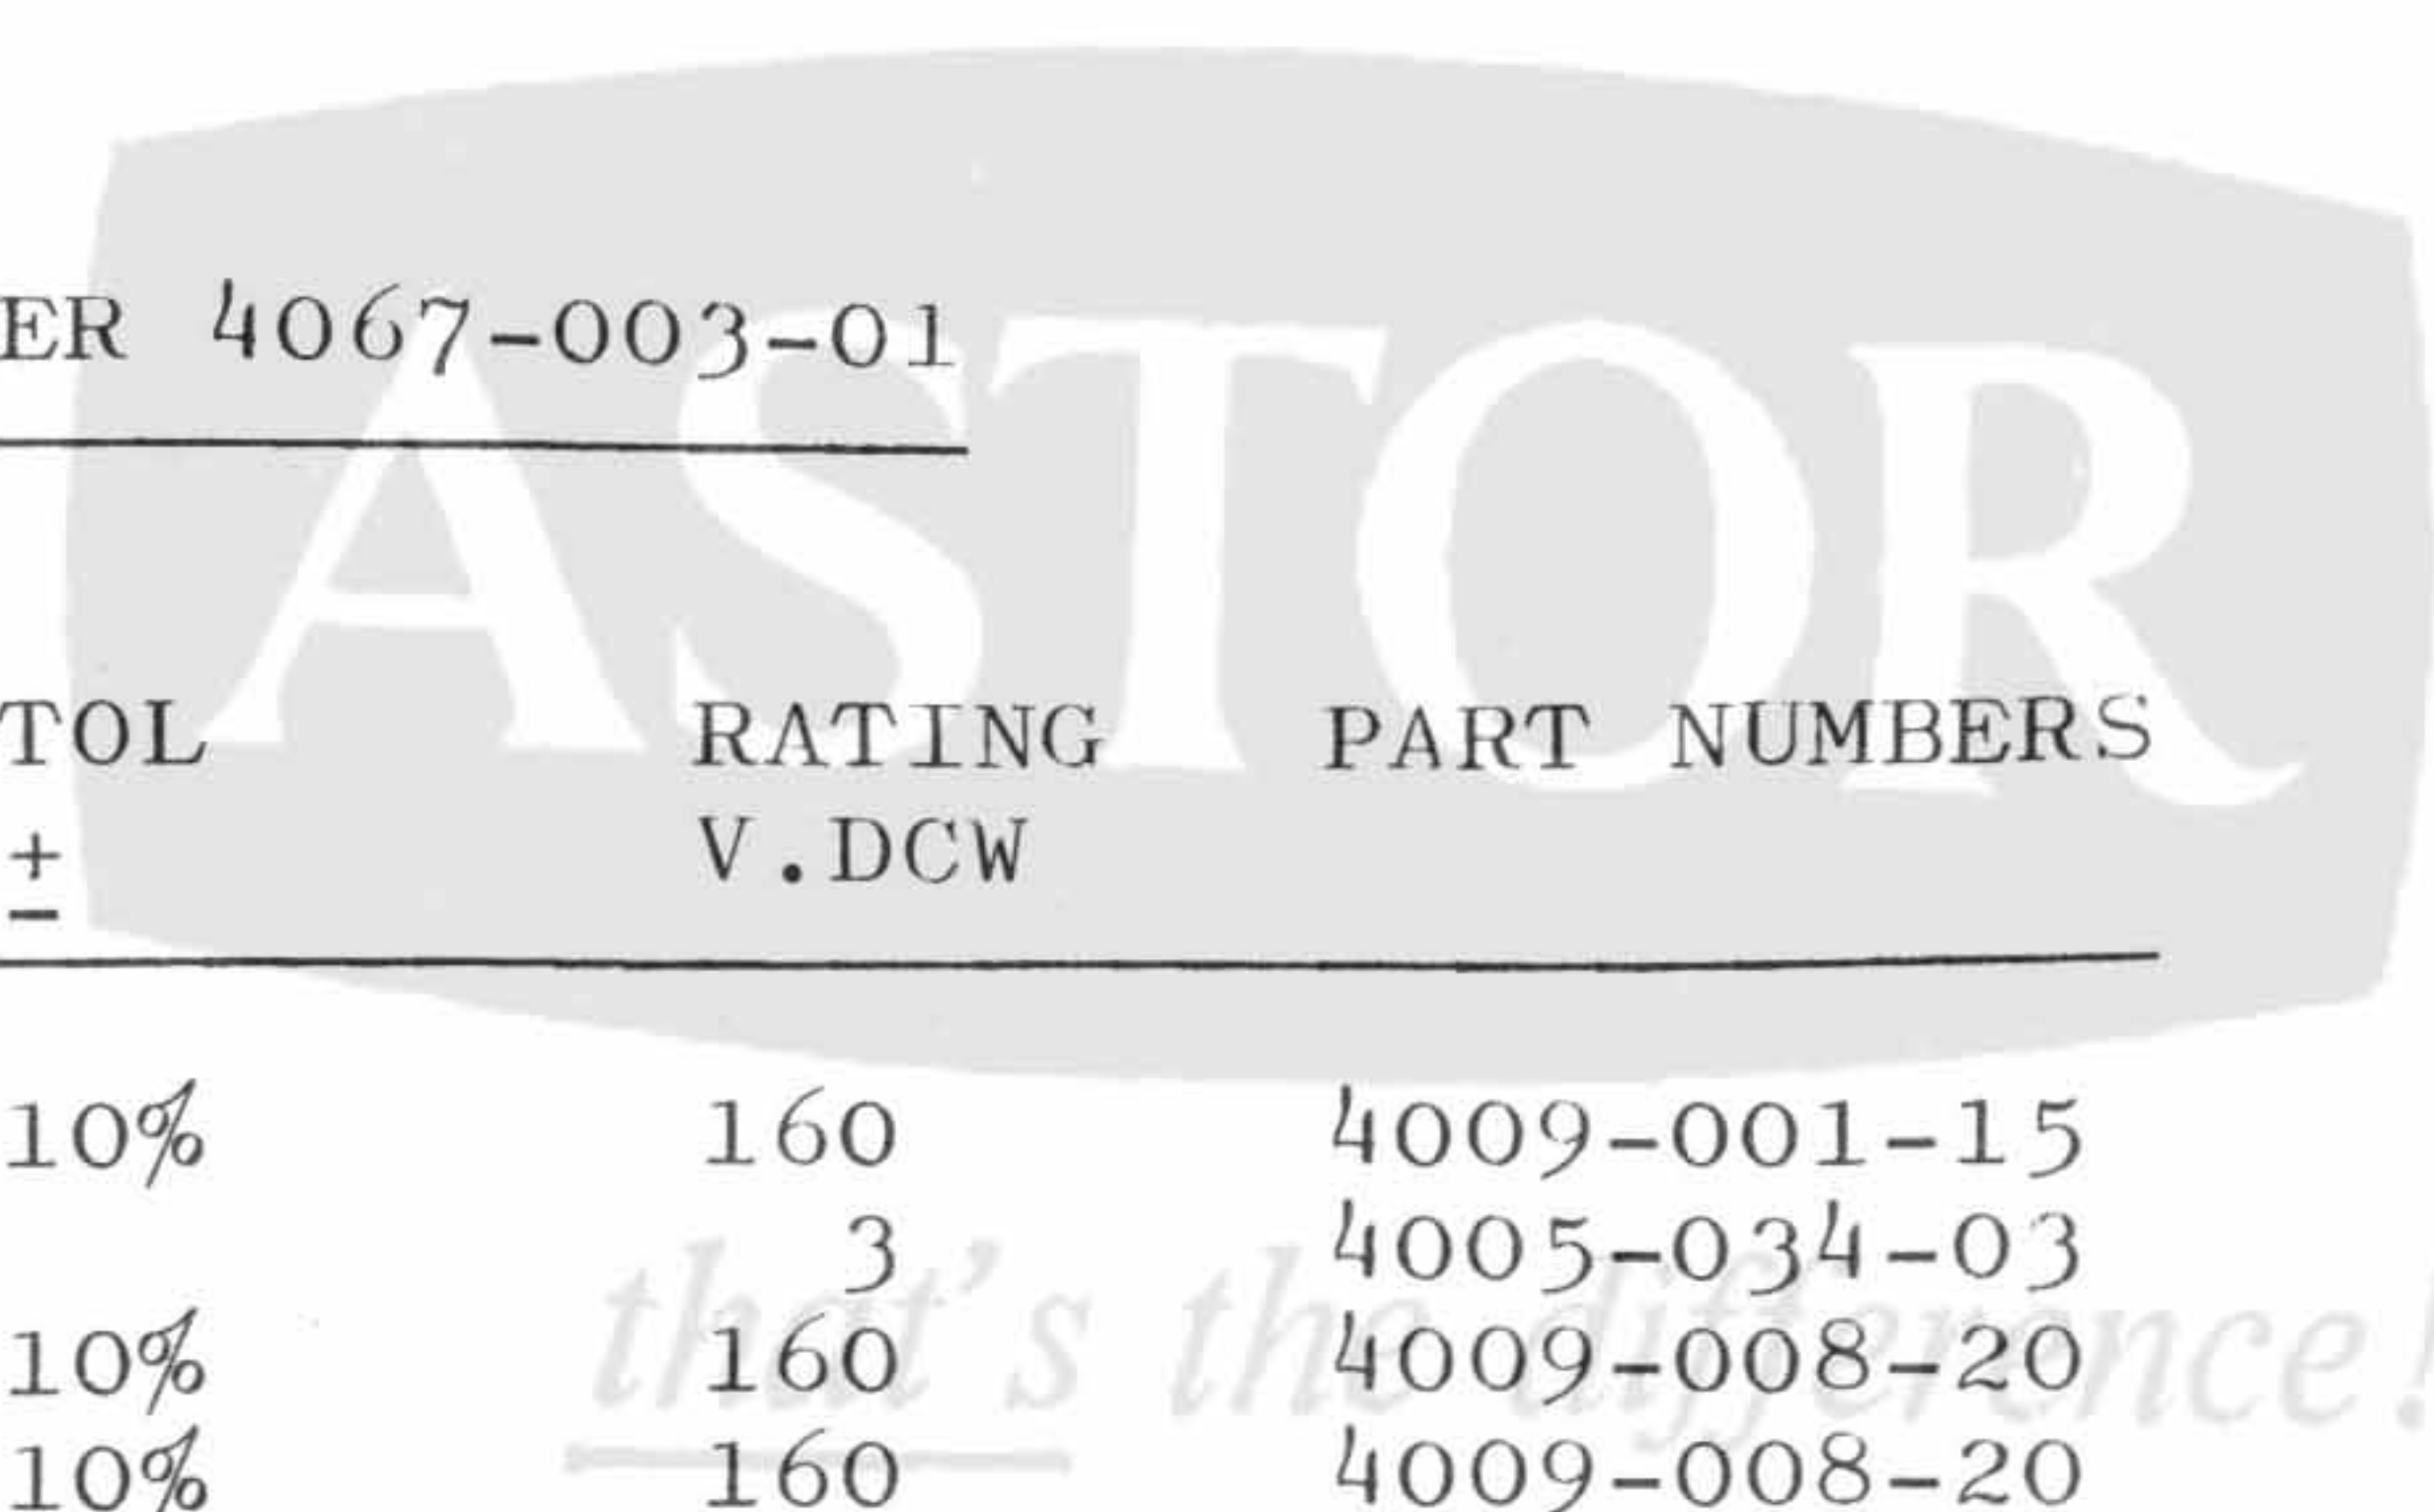 ER 4067-003-01
ASTOR
TOL RATING PART NUMBERS
+ V.DCW
-
10% 160 4009-001-15
3 4005-034-03
that's the difference!
10% 160 4009-008-20
10% 160 4009-008-20